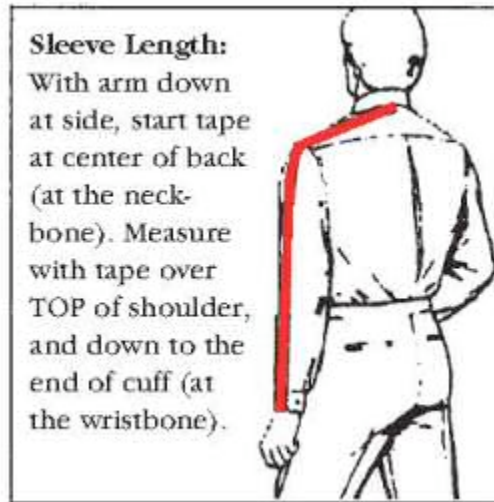 Sleeve Length:
With arm down
at side, start tape
at center of back
(at the neck-
bone). Measure
with tape over
TOP of shoulder,
and down to the
end of cuff (at
the wristbone).